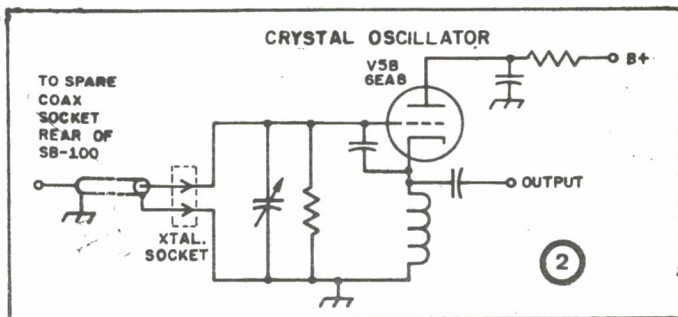 CRYSTAL OSCILLATOR
V5B
6EA8
B+
TO SPARE
COAX
SOCKET
REAR OF
SB-100
OUTPUT
XTAL.
SOCKET
2